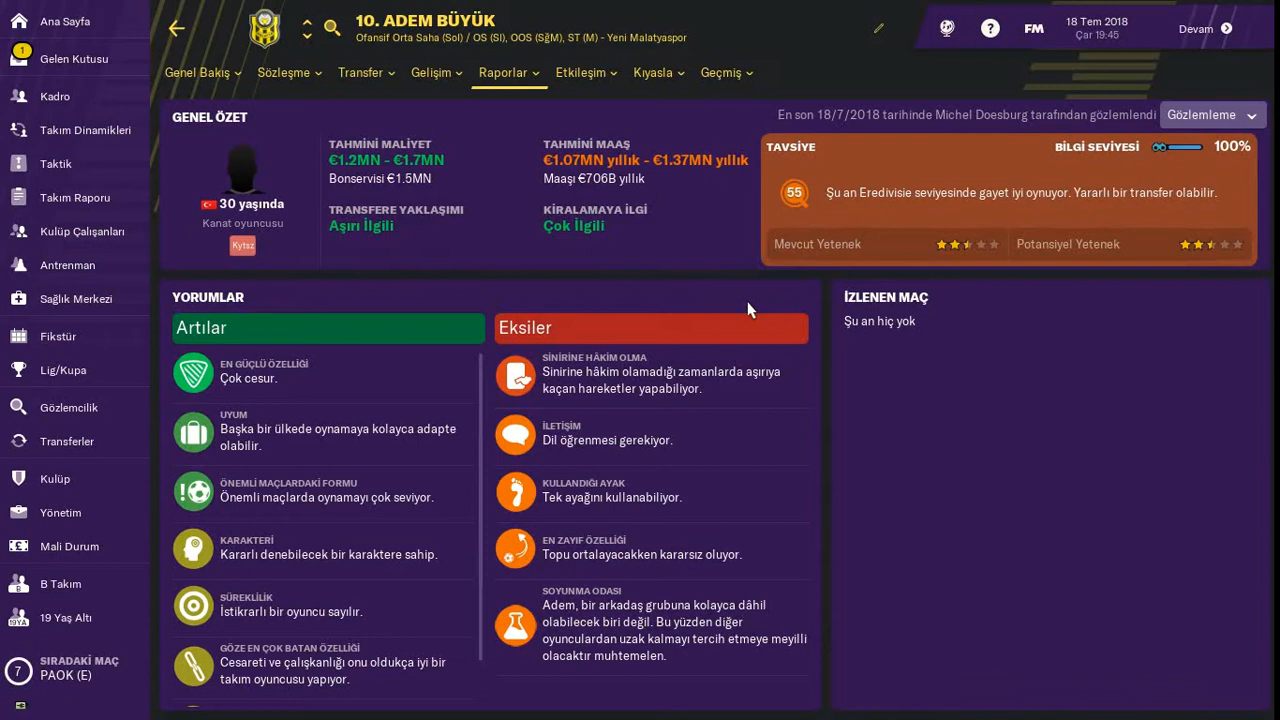 Ana Sayfa
1
Gelen Kutusu
Kadro
Takım Dinamikleri
Taktik
Takım Raporu
Kulüp Çalışanları
Antrenman
Sağlık Merkezi
Fikstür
Lig/Kupa
Gözlemcilik
Transferler
Kulüp
Yönetim
Mali Durum
B
B Takım
19YA
19 Yaş Altı
7
SIRADAKİ MAÇ
PAOK (E)
10. ADEM BÜYÜK
Ofansif Orta Saha (Sol) / OS (Sl), OOS (SğM), ST (M) - Yeni Malatyaspor
?
FM
18 Tem 2018
Çar 19:45
Devam
Genel Bakış
Sözleşme
Transfer
Gelişim
Raporlar
Etkileşim
Kıyasla
Geçmiş
GENEL ÖZET
En son 18/7/2018 tarihinde Michel Doesburg tarafından gözlemlendi
Gözlemleme
30 yaşında
Kanat oyuncusu
Kytsz
TAHMİNİ MALİYET
€1.2MN - €1.7MN
Bonservisi €1.5MN
TRANSFERE YAKLAŞIMI
Aşırı İlgili
TAHMİNİ MAAŞ
€1.07MN yıllık - €1.37MN yıllık
Maaşı €706B yıllık
KİRALAMAYA İLGİ
Çok İlgili
TAVSİYE
BİLGİ SEVİYESİ
100%
55
Şu an Eredivisie seviyesinde gayet iyi oynuyor. Yararlı bir transfer olabilir.
Mevcut Yetenek
Potansiyel Yetenek
YORUMLAR
Artılar
EN GÜÇLÜ ÖZELLİĞİ
Çok cesur.
UYUM
Başka bir ülkede oynamaya kolayca adapte
olabilir.
ÖNEMLİ MAÇLARDAKİ FORMU
Önemli maçlarda oynamayı çok seviyor.
KARAKTERİ
Kararlı denebilecek bir karaktere sahip.
SÜREKLİLİK
İstikrarlı bir oyuncu sayılır.
GÖZE EN ÇOK BATAN ÖZELLİĞİ
Cesareti ve çalışkanlığı onu oldukça iyi bir
takım oyuncusu yapıyor.
Eksiler
SİNİRİNE HÂKİM OLMA
Sinirine hâkim olamadığı zamanlarda aşırıya
kaçan hareketler yapabiliyor.
İLETİŞİM
Dil öğrenmesi gerekiyor.
KULLANDIĞI AYAK
Tek ayağını kullanabiliyor.
EN ZAYIF ÖZELLİĞİ
Topu ortalayacakken kararsız oluyor.
SOYUNMA ODASI
Adem, bir arkadaş grubuna kolayca dâhil
olabilecek biri değil. Bu yüzden diğer
oyunculardan uzak kalmayı tercih etmeye meyilli
olacaktır muhtemelen.
İZLENEN MAÇ
Şu an hiç yok